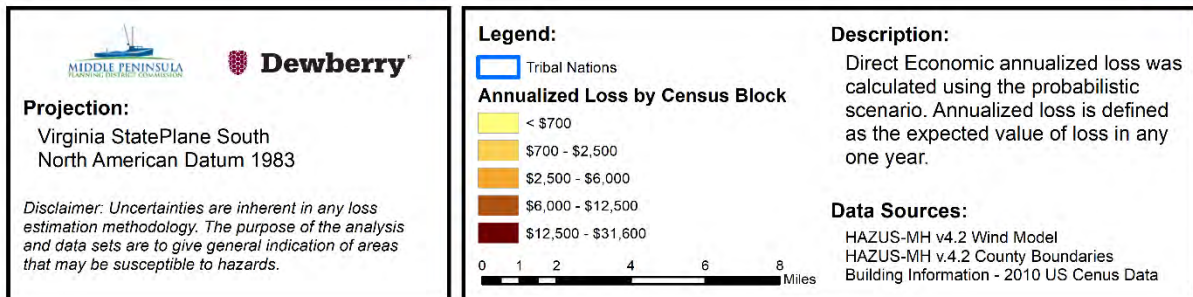 MIDDLE PENINSULA
PLANNING DISTRICT COMMISSION
Dewberry®
Projection:
Virginia StatePlane South
North American Datum 1983
Disclaimer: Uncertainties are inherent in any loss
estimation methodology. The purpose of the analysis
and data sets are to give general indication of areas
that may be susceptible to hazards.
Legend:
Tribal Nations
Annualized Loss by Census Block
< $700
$700 - $2,500
$2,500 - $6,000
$6,000 - $12,500
$12,500 - $31,600
0 1 2 4 6 8
Miles
Description:
Direct Economic annualized loss was
calculated using the probabilistic
scenario. Annualized loss is defined
as the expected value of loss in any
one year.
Data Sources:
HAZUS-MH v4.2 Wind Model
HAZUS-MH v.4.2 County Boundaries
Building Information - 2010 US Cenus Data